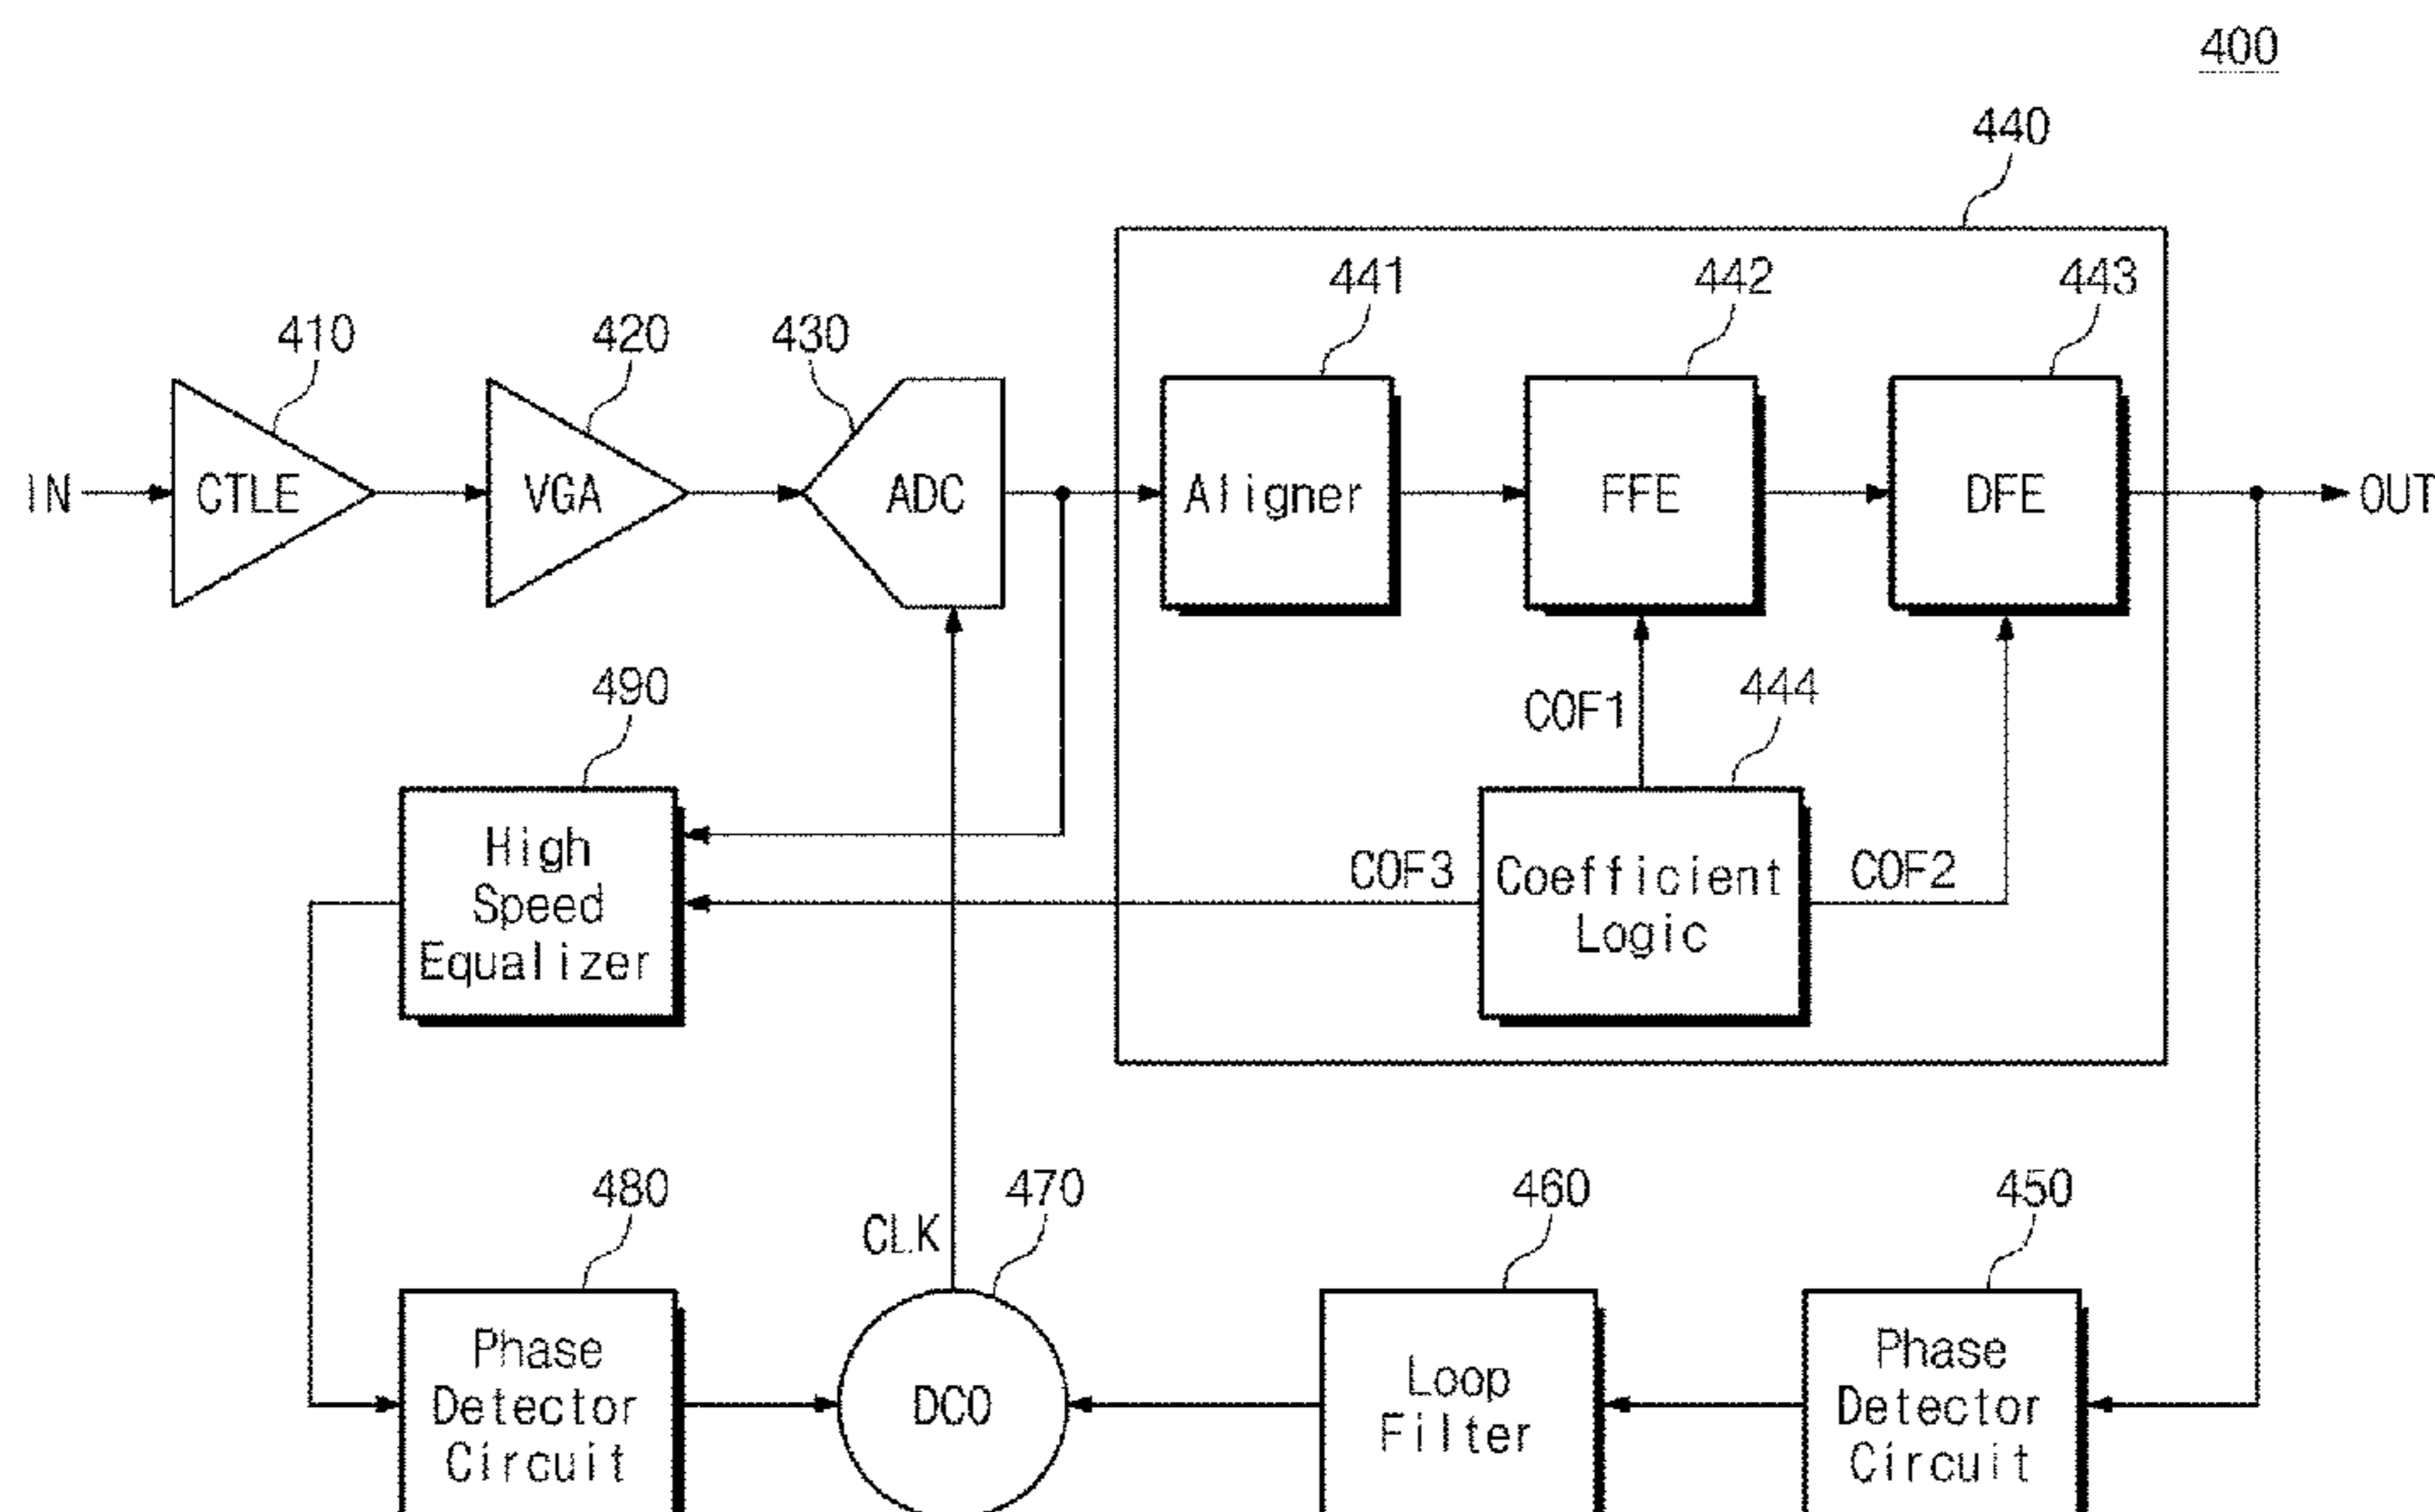 400
440
441
442
443
410
420
430
IN
CTLE
VGA
ADC
Aligner
FFE
DFE
OUT
490
COF1
444
High
Speed
Equalizer
COF3
Coefficient
Logic
COF2
480
CLK
470
460
450
Phase
Detector
Circuit
DCO
Loop
Filter
Phase
Detector
Circuit